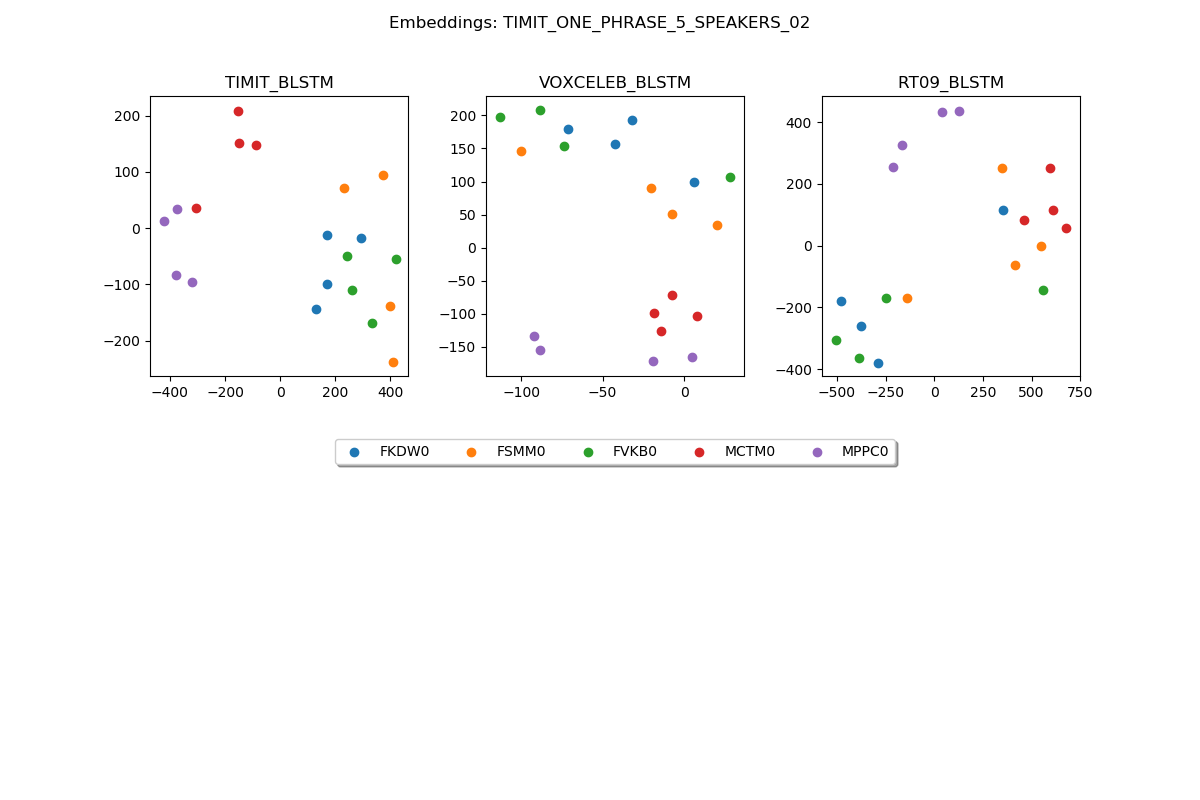 Embeddings: TIMIT_ONE_PHRASE_5_SPEAKERS_02
TIMIT_BLSTM
200
100
0
−100
−200
−400 −200 0 200 400
VOXCELEB_BLSTM
200
150
100
50
0
−50
−100
−150
−100 −50 0
RT09_BLSTM
400
200
0
−200
−400
−500 −250 0 250 500 750
FKDW0 FSMM0 FVKB0 MCTM0 MPPC0